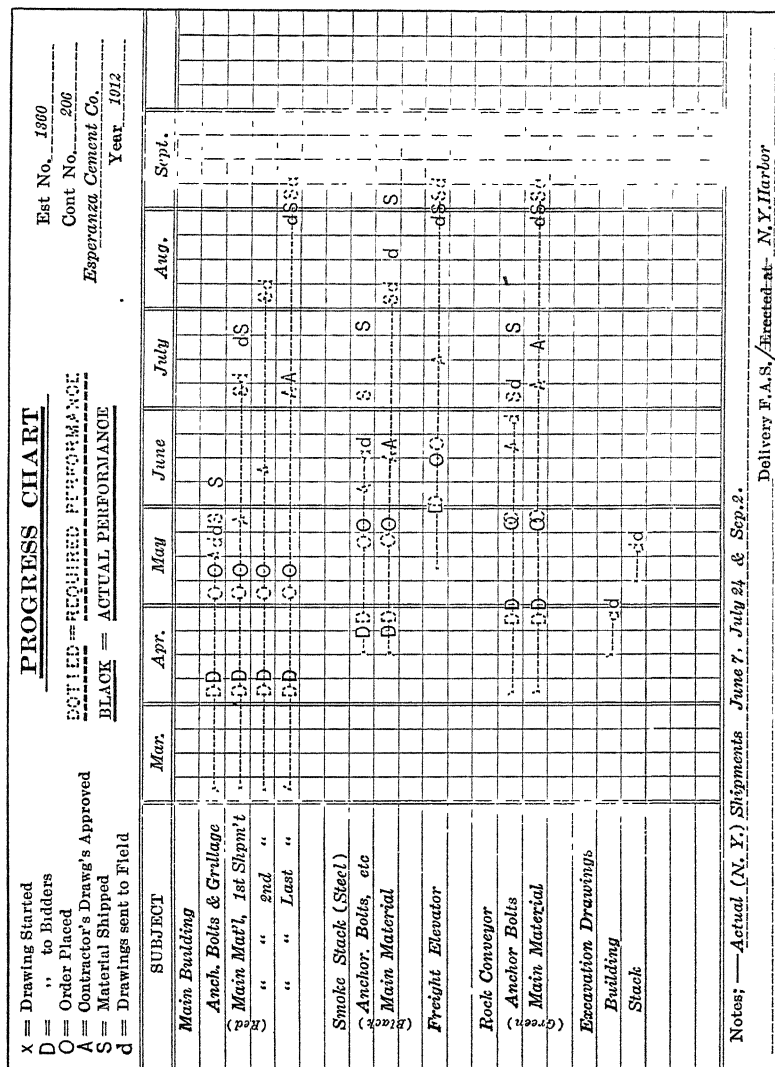 PROGRESS CHART
X = Drawing Started
D = ,, to Bidders
O = Order Placed
A = Contractor's Drawg's Approved
S = Material Shipped
d = Drawings sent to Field
DOTTED = REQUIRED PERFORMANCE
BLACK = ACTUAL PERFORMANCE
Est No. 1360
Cont No. 206
Esperanza Cement Co.
Year 1912
SUBJECT Mar. Apr. May June July Aug. Sept.
Main Building
Anch. Bolts & Grillage D D O O A d d S S
(Red) Main Mat'l, 1st Shpm't D D O O A S d d S
" " 2nd " D D O O A S d
" " Last " D D O O A A d S S d
Smoke Stack (Steel)
(Black) Anchor. Bolts, etc D D O O A d d S S
Main Material D D O O A A S d d S
Freight Elevator D O O A d S S d
Rock Conveyor
(Green) Anchor Bolts D D O O A d S d S
Main Material D D O O A A d S S d
Excavation Drawings
Building d d
Stack d d
Notes; — Actual (N. Y.) Shipments June 7, July 24 & Sep. 2.
Delivery F.A.S./Erected at N.Y. Harbor